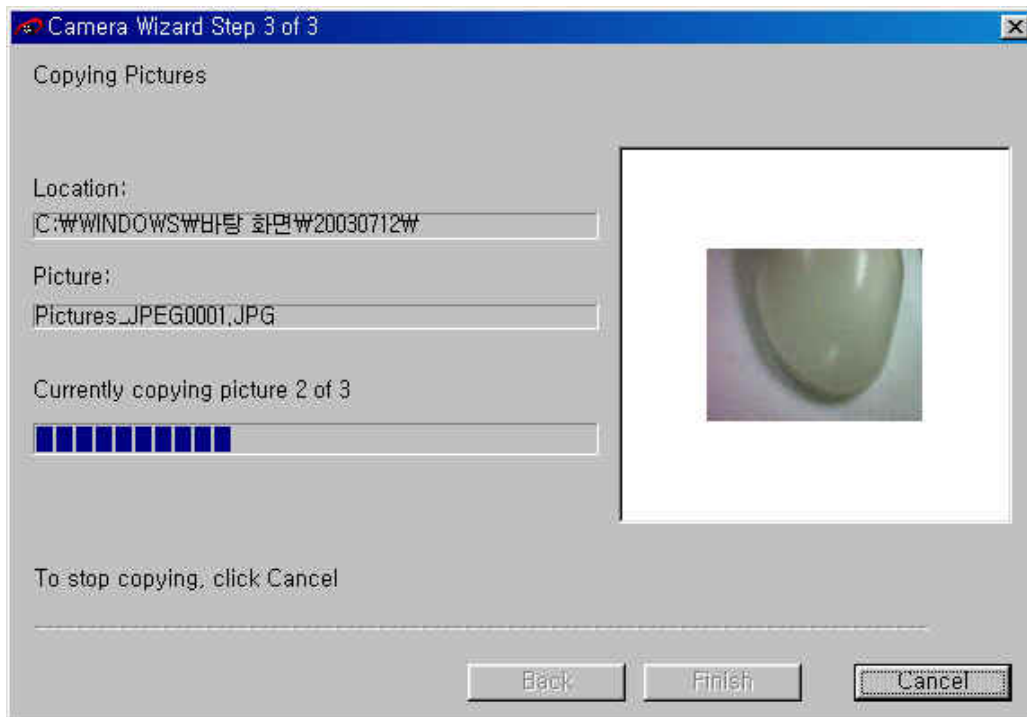 Camera Wizard Step 3 of 3
Copying Pictures
Location:
C:₩WINDOWS₩바탕 화면₩20030712₩
Picture:
Pictures_JPEG0001.JPG
Currently copying picture 2 of 3
To stop copying, click Cancel
Back Finish Cancel